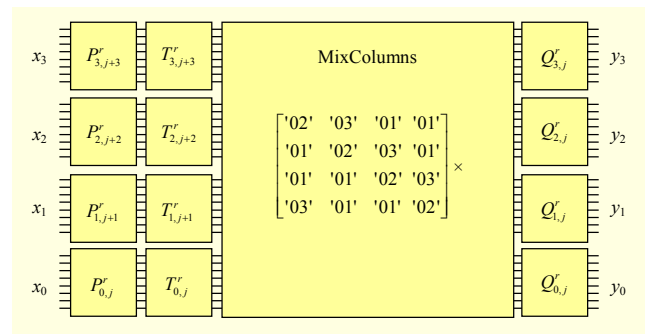 x₃ P^r_{3,j+3} T^r_{3,j+3} MixColumns Q^r_{3,j} y₃
x₂ P^r_{2,j+2} T^r_{2,j+2} Q^r_{2,j} y₂
'02' '03' '01' '01'
'01' '02' '03' '01'
'01' '01' '02' '03' ×
'03' '01' '01' '02'
x₁ P^r_{1,j+1} T^r_{1,j+1} Q^r_{1,j} y₁
x₀ P^r_{0,j} T^r_{0,j} Q^r_{0,j} y₀